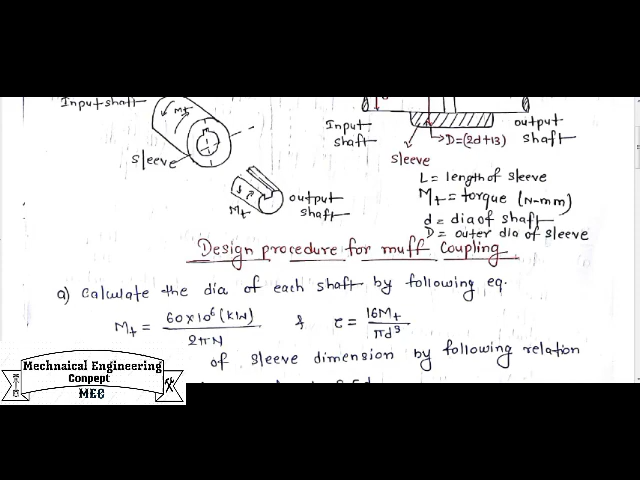 Input shaft
Mt
Sleeve
Mt
output
shaft
Input
shaft
D=(2d+13)
sleeve
output
shaft
L = length of sleeve
Mt = torque (N-mm)
d = dia of shaft
D = outer dia of sleeve
Design procedure for muff Coupling
a) Calculate the dia of each shaft by following eq.
Mt = 60×10⁶(KW) / 2πN & τ = 16Mt / πd³
of sleeve dimension by following relation
Mechnaical Engineering
Conpept
MEC